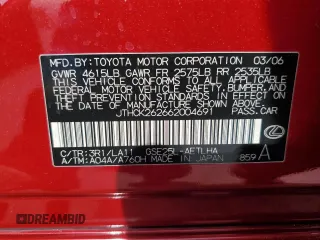 MFD.BY:TOYOTA MOTOR CORPORATION 03/06
GVWR 4615LB GAWR FR 2575LB RR 2535LB
THIS VEHICLE CONFORMS TO ALL APPLICABLE
FEDERAL MOTOR VEHICLE SAFETY, BUMPER,
AND THEFT PREVENTION STANDARDS IN EFFECT
ON THE DATE OF MANUFACTURE SHOWN ABOVE.
JTHCK262662004691 PASS.CAR
C/TR:3R1/LA11 GSE25L-AETLHA
A/TM:A04A/A760H MADE IN JAPAN 859 A
DREAMBID